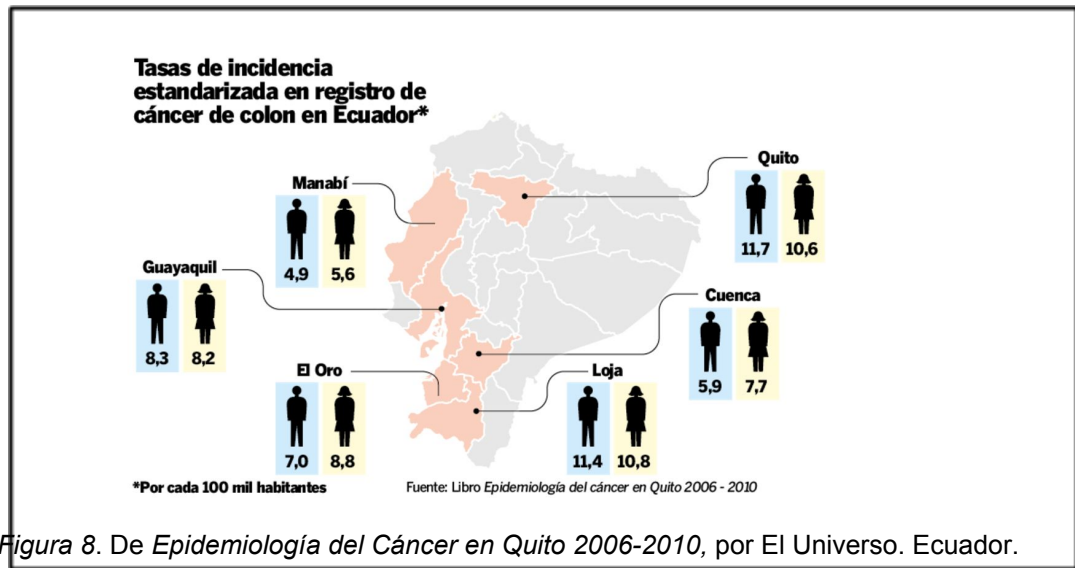 Tasas de incidencia
estandarizada en registro de
cáncer de colon en Ecuador*
Quito
11,7 10,6
Manabí
4,9 5,6
Guayaquil
8,3 8,2
Cuenca
5,9 7,7
El Oro
7,0 8,8
Loja
11,4 10,8
*Por cada 100 mil habitantes
Fuente: Libro Epidemiología del cáncer en Quito 2006 - 2010
Figura 8. De Epidemiología del Cáncer en Quito 2006-2010, por El Universo. Ecuador.